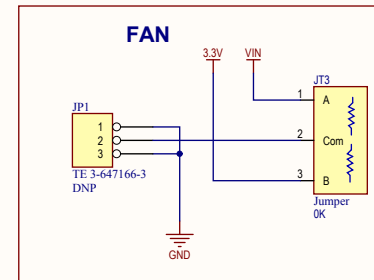 FAN
3.3V VIN
JT3
1 A
JP1
1
2
3
2 Com
TE 3-647166-3
DNP
3 B
Jumper
0K
GND